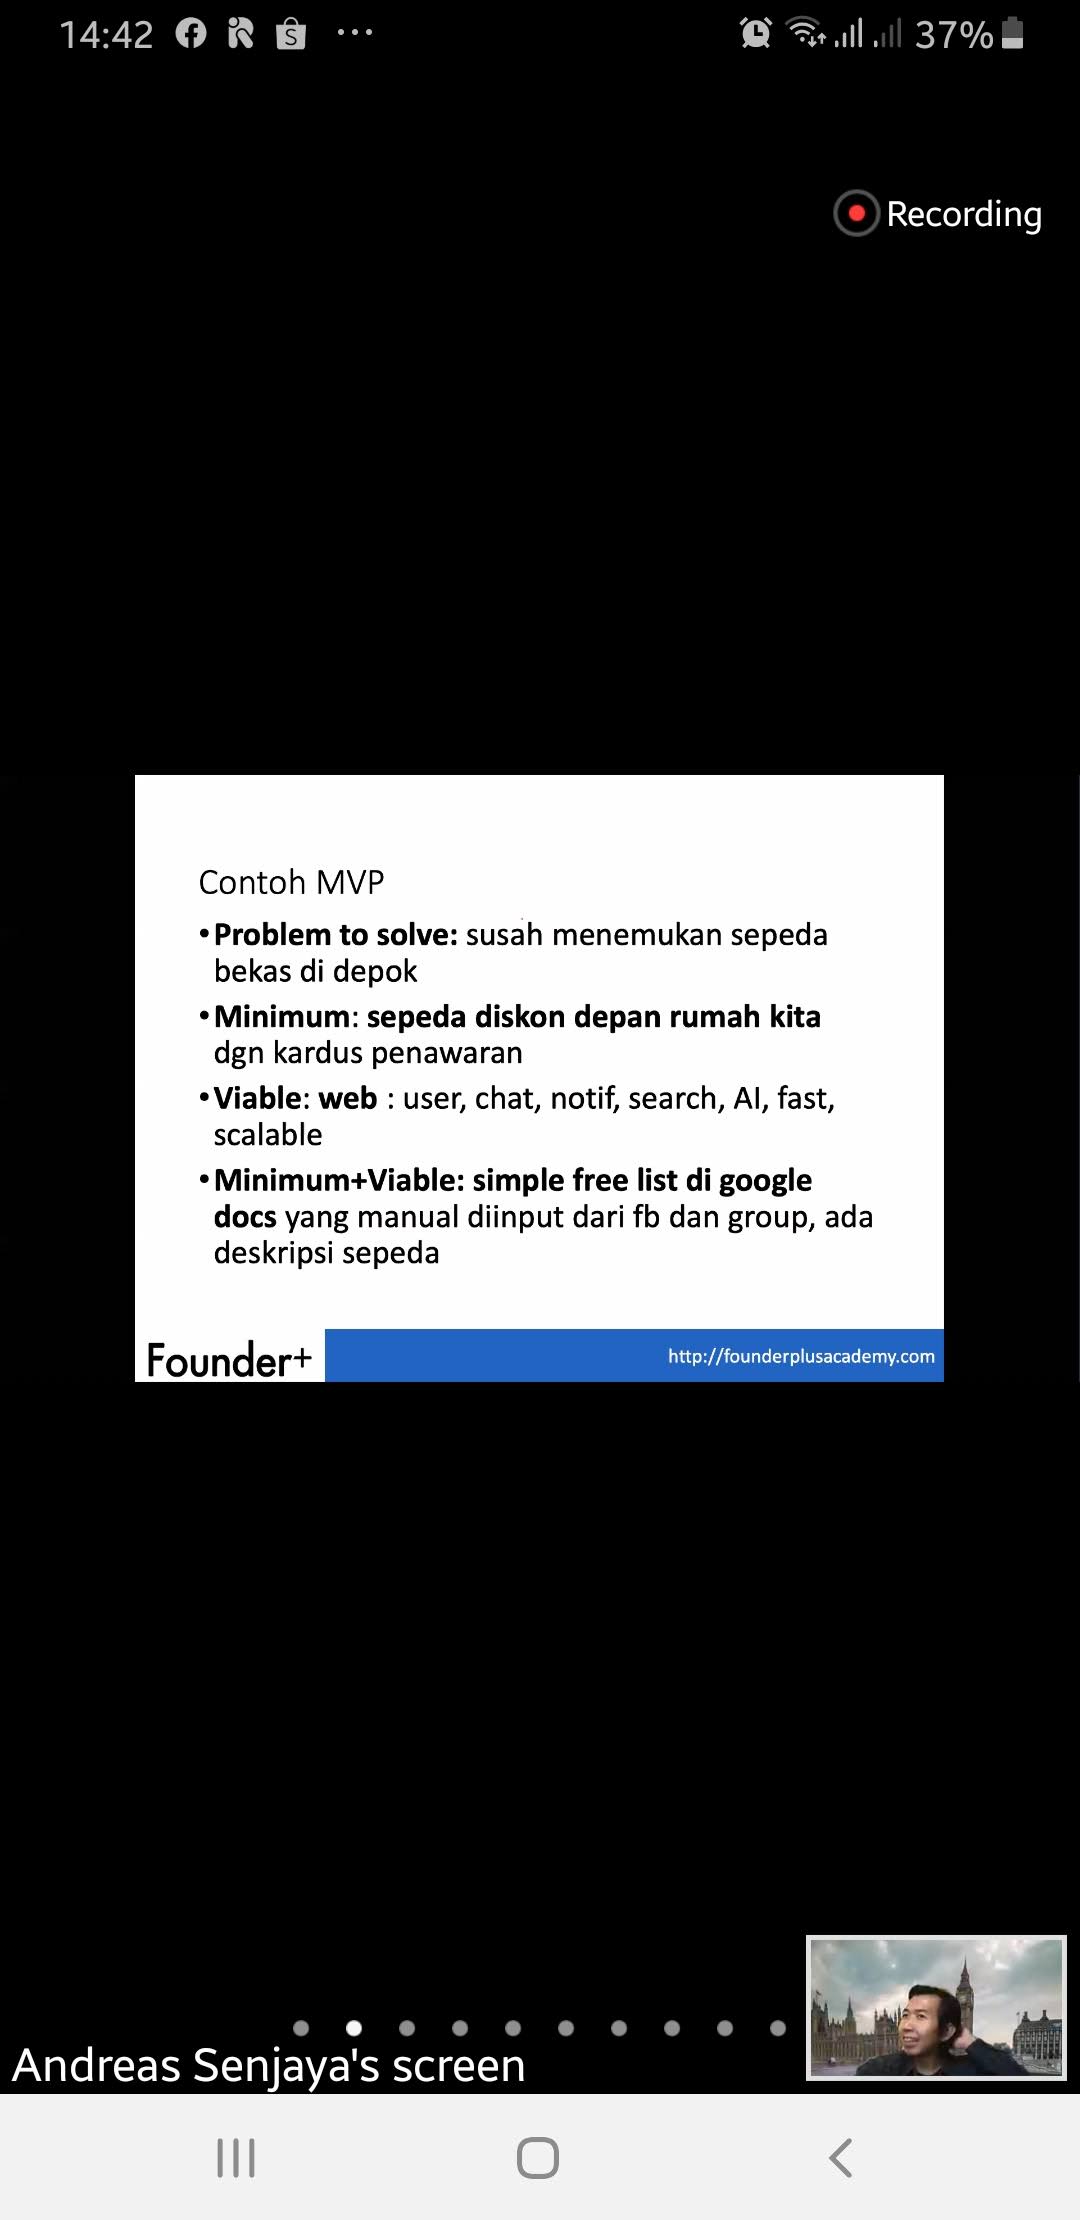 14:42 37%
Recording
Contoh MVP
•Problem to solve: susah menemukan sepeda
bekas di depok
•Minimum: sepeda diskon depan rumah kita
dgn kardus penawaran
•Viable: web : user, chat, notif, search, AI, fast,
scalable
•Minimum+Viable: simple free list di google
docs yang manual diinput dari fb dan group, ada
deskripsi sepeda
Founder+ http://founderplusacademy.com
Andreas Senjaya's screen